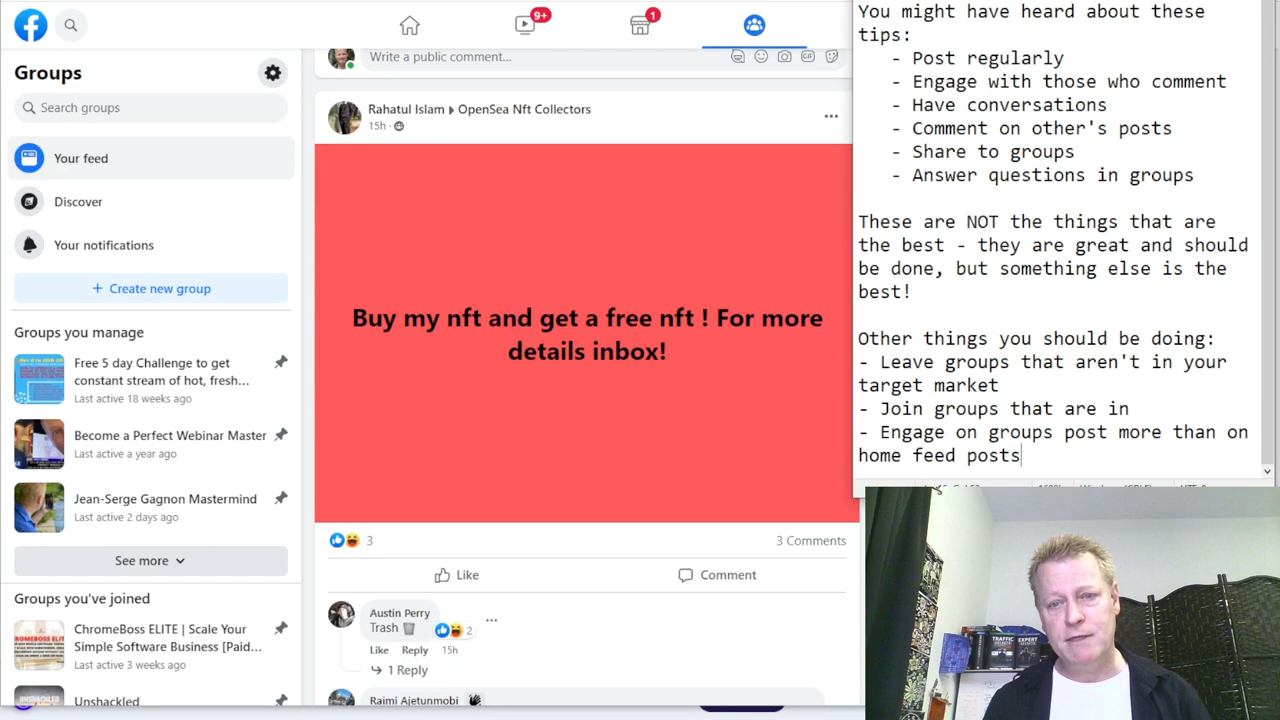 9+
1
Groups
Search groups
Your feed
Discover
Your notifications
+ Create new group
Groups you manage
Free 5 day Challenge to get
constant stream of hot, fresh...
Last active 18 weeks ago
Become a Perfect Webinar Master
Last active a year ago
Jean-Serge Gagnon Mastermind
Last active 2 days ago
See more
Groups you've joined
ChromeBoss ELITE | Scale Your
Simple Software Business [Paid...
Last active 3 weeks ago
Unshackled
Write a public comment...
GIF
Rahatul Islam ▸ OpenSea Nft Collectors
15h ·
Buy my nft and get a free nft ! For more
details inbox!
3
3 Comments
Like
Comment
Austin Perry
Trash
2
Like Reply 15h
1 Reply
Raimi Ajetunmobi
You might have heard about these
tips:
- Post regularly
- Engage with those who comment
- Have conversations
- Comment on other's posts
- Share to groups
- Answer questions in groups
These are NOT the things that are
the best - they are great and should
be done, but something else is the
best!
Other things you should be doing:
- Leave groups that aren't in your
target market
- Join groups that are in
- Engage on groups post more than on
home feed posts
TRAFFIC
SECRETS
EXPERT
SECRETS